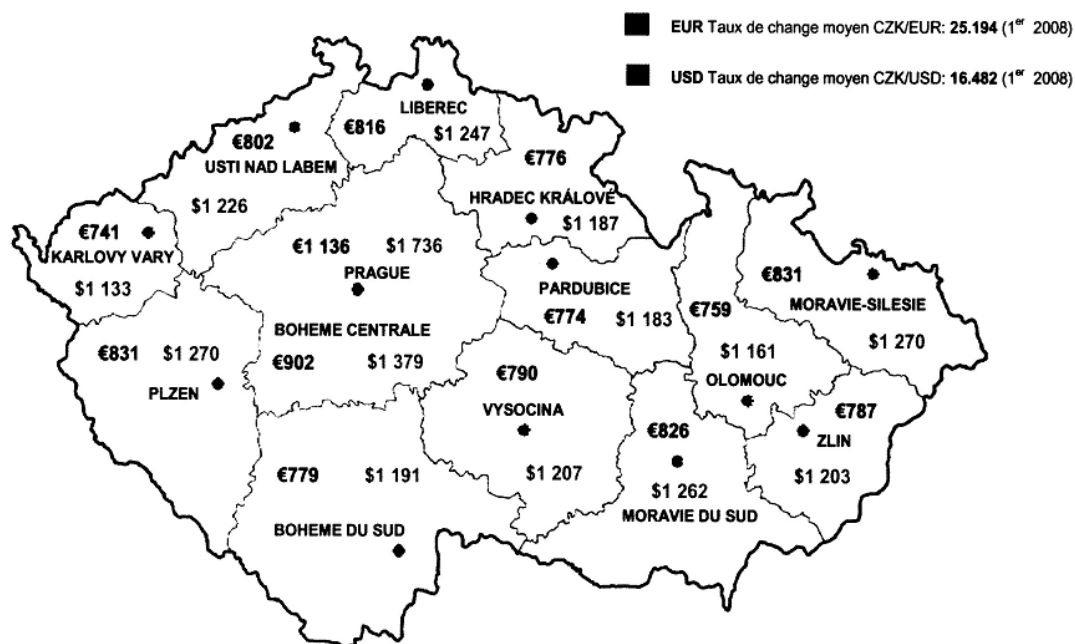 EUR Taux de change moyen CZK/EUR: 25.194 (1er 2008)
USD Taux de change moyen CZK/USD: 16.482 (1er 2008)
LIBEREC
€816
$1 247
€802
USTI NAD LABEM
$1 226
€776
HRADEC KRÁLOVÉ
$1 187
€741
KARLOVY VARY
$1 133
€1 136 $1 736
PRAGUE
BOHEME CENTRALE
€902 $1 379
PARDUBICE
€774 $1 183
€759
$1 161
OLOMOUC
€831
MORAVIE-SILESIE
$1 270
€831 $1 270
PLZEN
€790
VYSOCINA
$1 207
€826
$1 262
MORAVIE DU SUD
€787
ZLIN
$1 203
€779 $1 191
BOHEME DU SUD